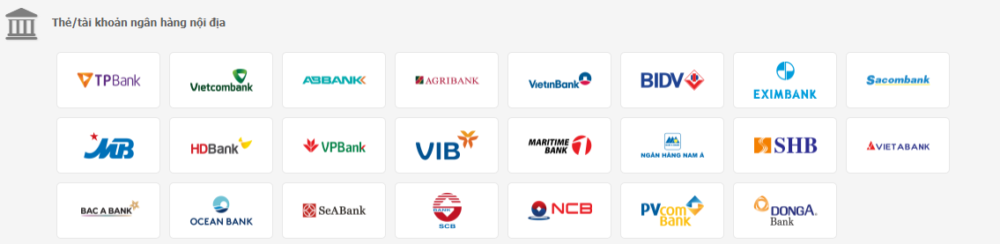 Thẻ/tài khoản ngân hàng nội địa
TPBank
Vietcombank
ABBANK
AGRIBANK
VietinBank
BIDV
EXIMBANK
Sacombank
MB
HDBank
VPBank
VIB
MARITIME
BANK
NGÂN HÀNG NAM Á
SHB
VIETABANK
BAC A BANK
OCEAN BANK
SeABank
BANK
SCB
NCB
PVcom
Bank
DONGA
Bank